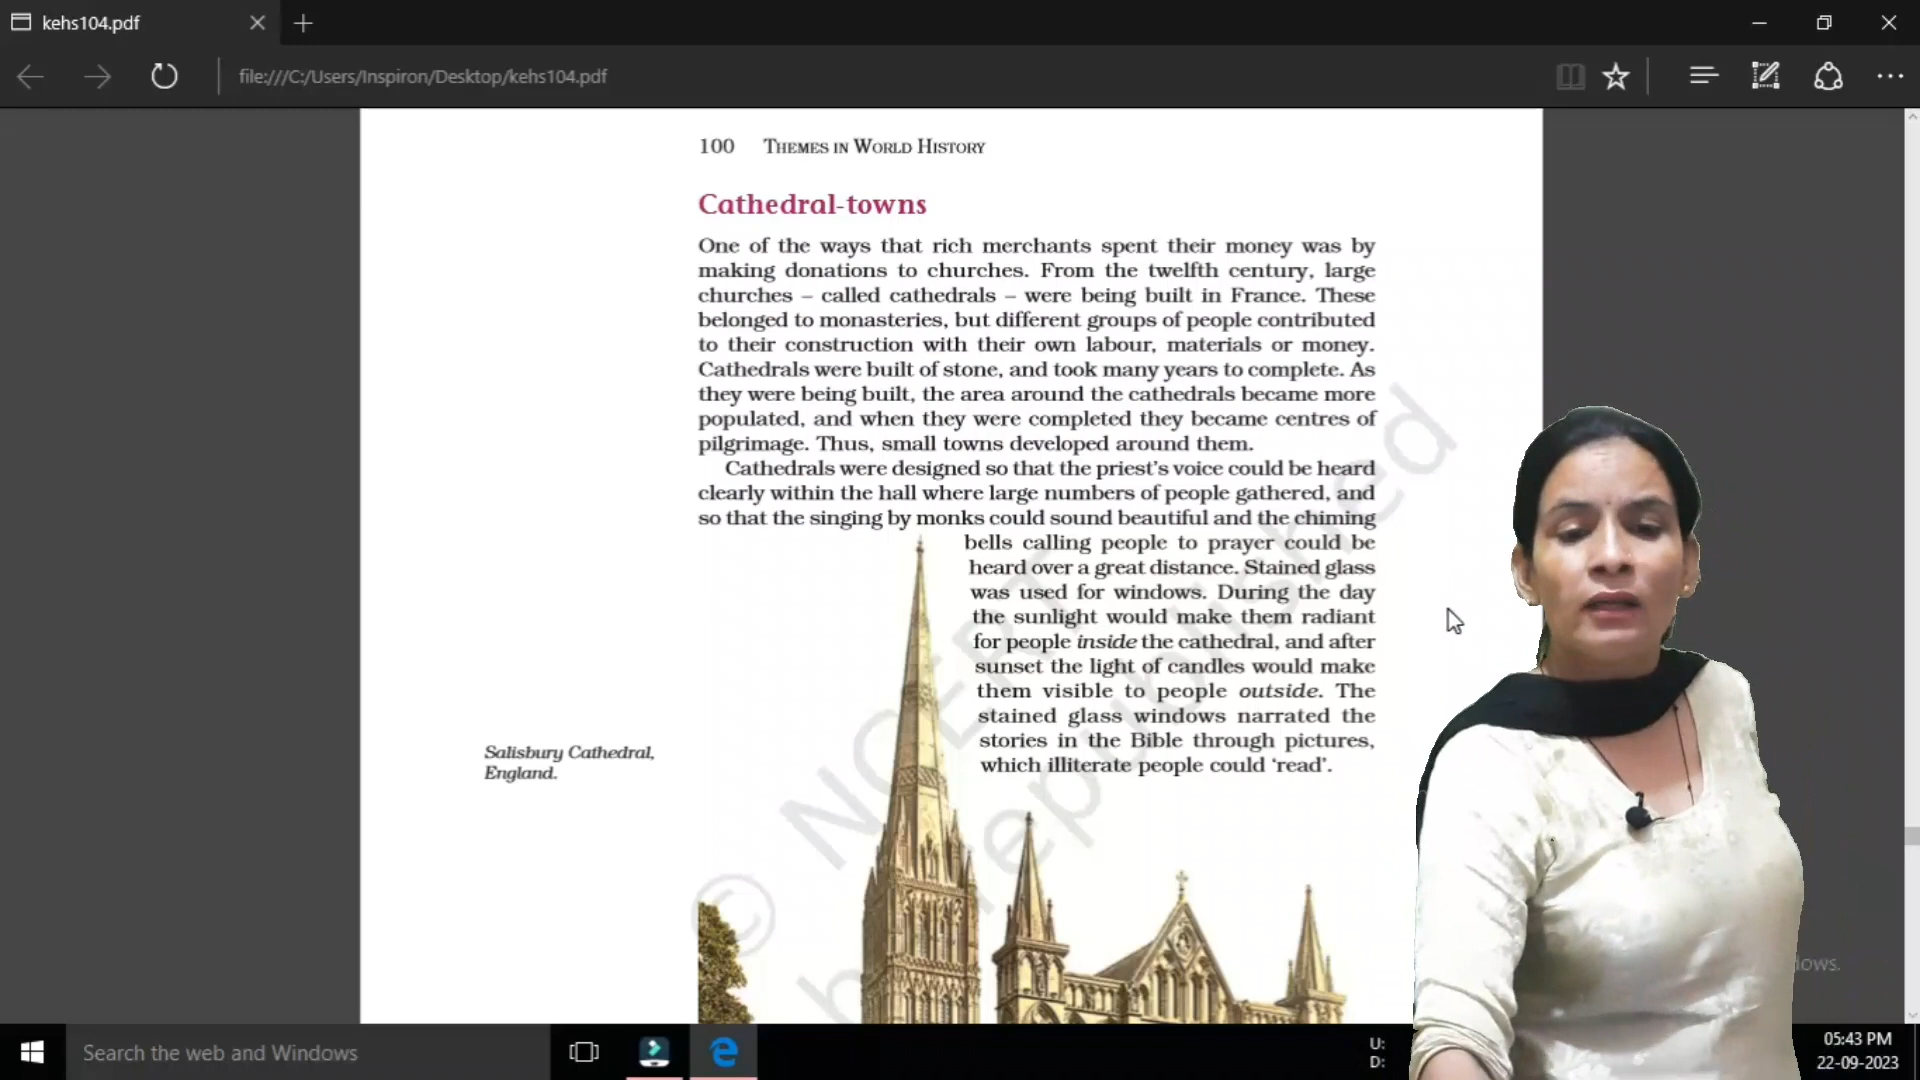 kehs104.pdf
file:///C:/Users/Inspiron/Desktop/kehs104.pdf
100 THEMES IN WORLD HISTORY
Cathedral-towns
One of the ways that rich merchants spent their money was by
making donations to churches. From the twelfth century, large
churches – called cathedrals – were being built in France. These
belonged to monasteries, but different groups of people contributed
to their construction with their own labour, materials or money.
Cathedrals were built of stone, and took many years to complete. As
they were being built, the area around the cathedrals became more
populated, and when they were completed they became centres of
pilgrimage. Thus, small towns developed around them.
Cathedrals were designed so that the priest's voice could be heard
clearly within the hall where large numbers of people gathered, and
so that the singing by monks could sound beautiful and the chiming
bells calling people to prayer could be
heard over a great distance. Stained glass
was used for windows. During the day
the sunlight would make them radiant
for people inside the cathedral, and after
sunset the light of candles would make
them visible to people outside. The
stained glass windows narrated the
stories in the Bible through pictures,
which illiterate people could 'read'.
Salisbury Cathedral,
England.
© NCERT
republished
Search the web and Windows
U:
D:
05:43 PM
22-09-2023